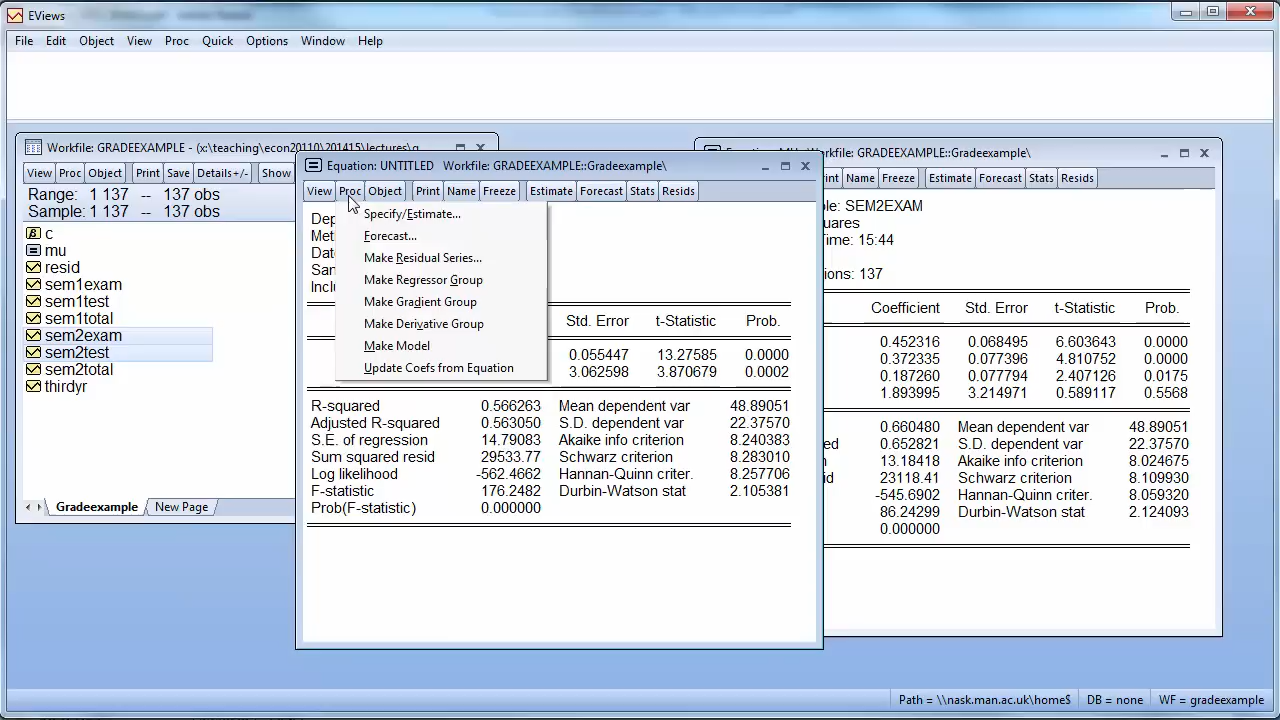 EViews
File Edit Object View Proc Quick Options Window Help
Workfile: GRADEEXAMPLE - (x:\teaching\econ20110\201415\lectures\g
View Proc Object Print Save Details+/- Show
Range: 1 137 -- 137 obs
Sample: 1 137 -- 137 obs
c
mu
resid
sem1exam
sem1test
sem1total
sem2exam
sem2test
sem2total
thirdyr
Gradeexample New Page
Equation: UNTITLED Workfile: GRADEEXAMPLE::Gradeexample\
View Proc Object Print Name Freeze Estimate Forecast Stats Resids
Dep
Met
Dat
San
Incl
Specify/Estimate...
Forecast...
Make Residual Series...
Make Regressor Group
Make Gradient Group
Make Derivative Group
Make Model
Update Coefs from Equation
Std. Error t-Statistic Prob.
0.055447 13.27585 0.0000
3.062598 3.870679 0.0002
R-squared 0.566263 Mean dependent var 48.89051
Adjusted R-squared 0.563050 S.D. dependent var 22.37570
S.E. of regression 14.79083 Akaike info criterion 8.240383
Sum squared resid 29533.77 Schwarz criterion 8.283010
Log likelihood -562.4662 Hannan-Quinn criter. 8.257706
F-statistic 176.2482 Durbin-Watson stat 2.105381
Prob(F-statistic) 0.000000
RADEEXAMPLE::Gradeexample\
int Name Freeze Estimate Forecast Stats Resids
le: SEM2EXAM
uares
Time: 15:44
ions: 137
Coefficient Std. Error t-Statistic Prob.
0.452316 0.068495 6.603643 0.0000
0.372335 0.077396 4.810752 0.0000
0.187260 0.077794 2.407126 0.0175
1.893995 3.214971 0.589117 0.5568
0.660480 Mean dependent var 48.89051
ed 0.652821 S.D. dependent var 22.37570
n 13.18418 Akaike info criterion 8.024675
id 23118.41 Schwarz criterion 8.109930
-545.6902 Hannan-Quinn criter. 8.059320
86.24299 Durbin-Watson stat 2.124093
0.000000
Path = \\nask.man.ac.uk\home$ DB = none WF = gradeexample